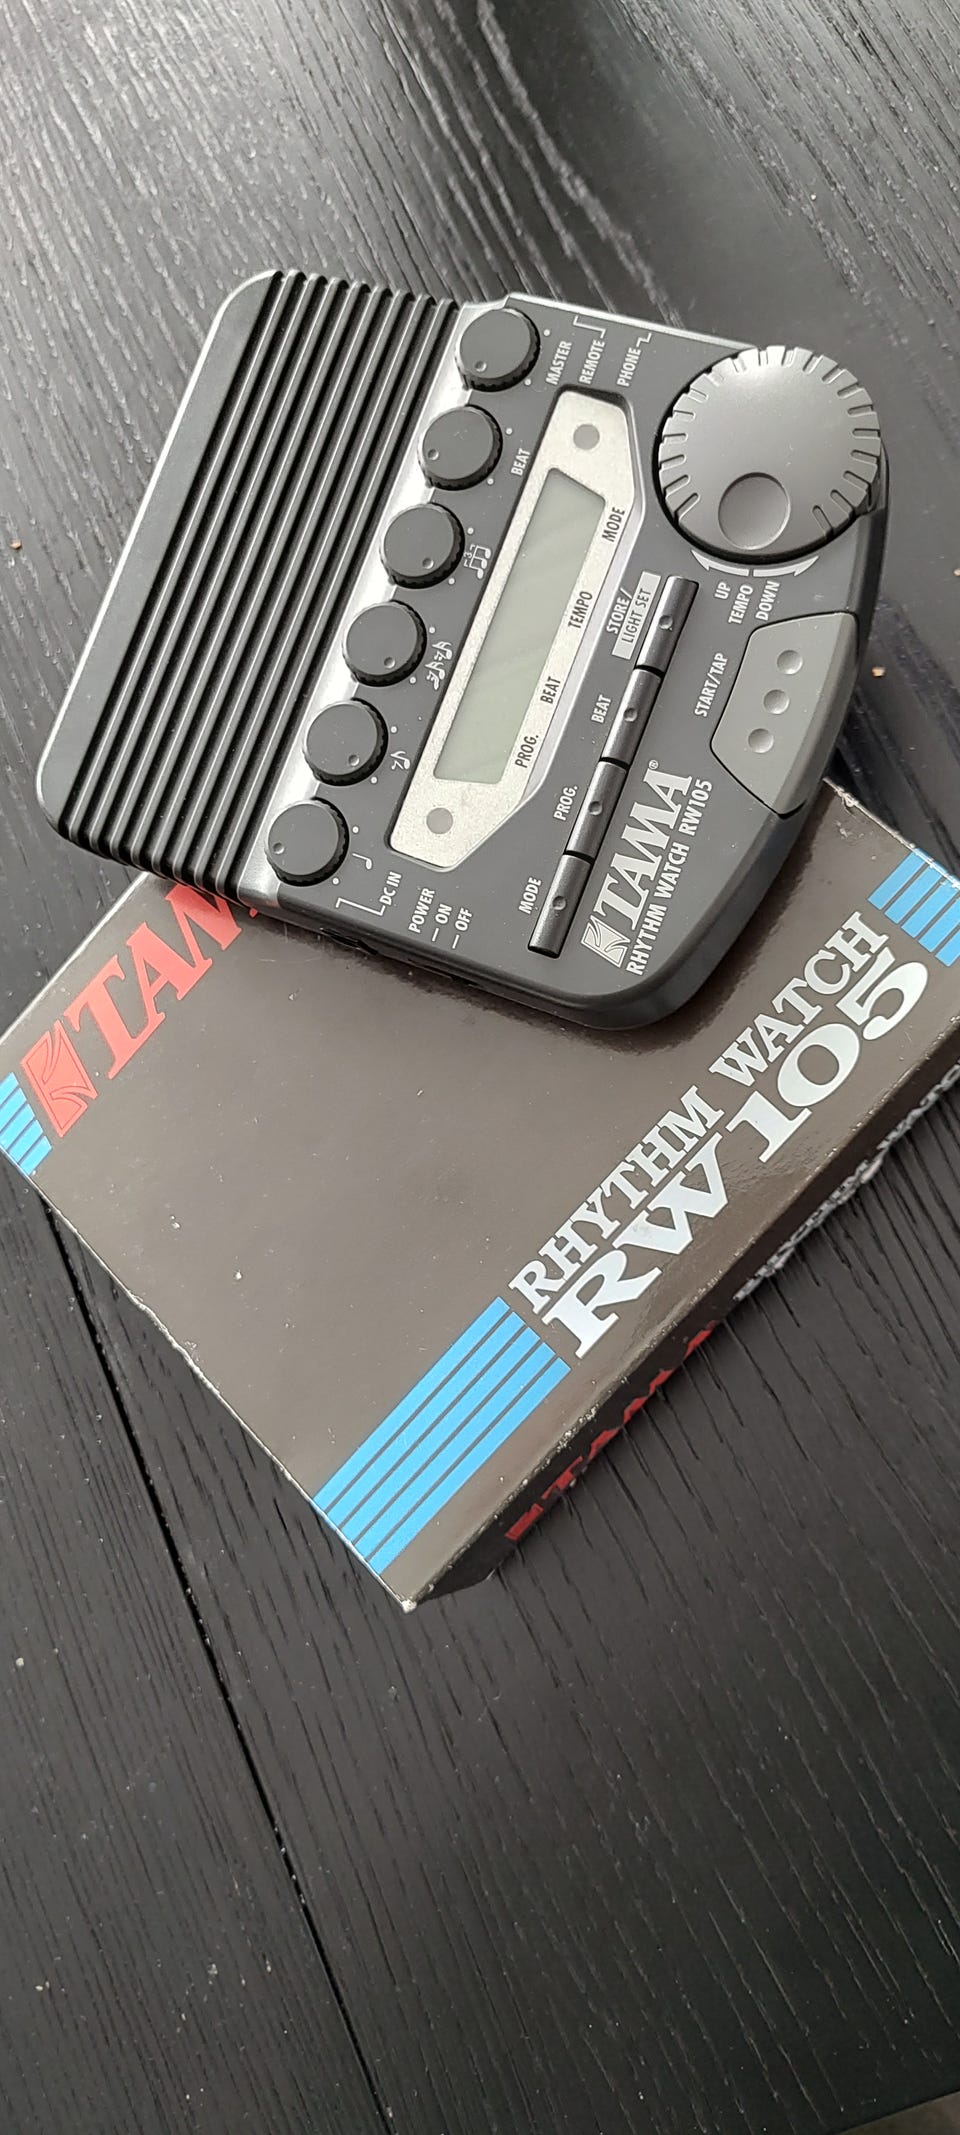 MASTER
REMOTE
PHONE
BEAT
MODE
TEMPO
BEAT
PROG.
DC IN
POWER
ON
OFF
STORE/
LIGHT SET
BEAT
PROG.
MODE
UP
TEMPO
DOWN
START/TAP
TAMA®
RHYTHM WATCH RW105
TAMA
RHYTHM WATCH
RW105
TAMA